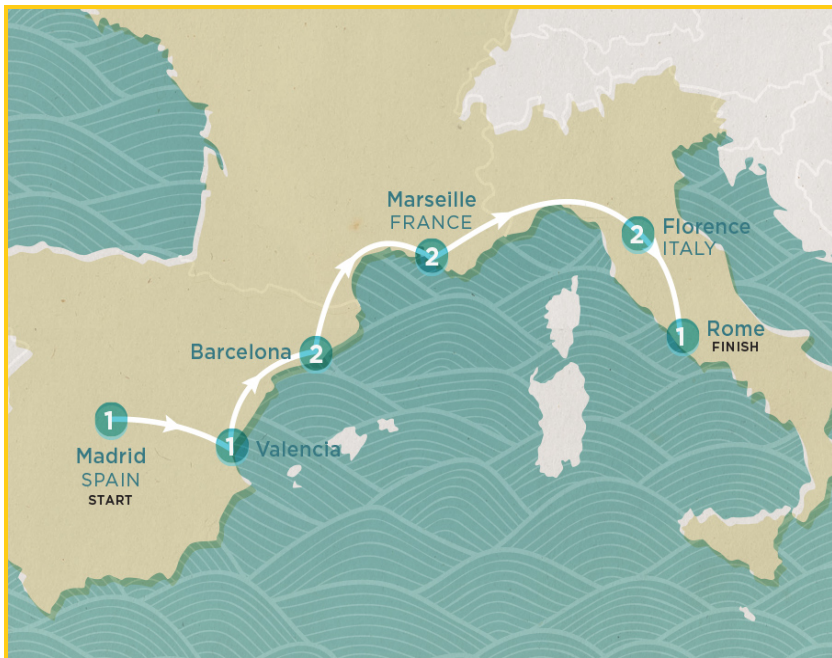 1
Madrid
SPAIN
START
1
Valencia
Barcelona
2
Marseille
FRANCE
2
2
Florence
ITALY
1
Rome
FINISH